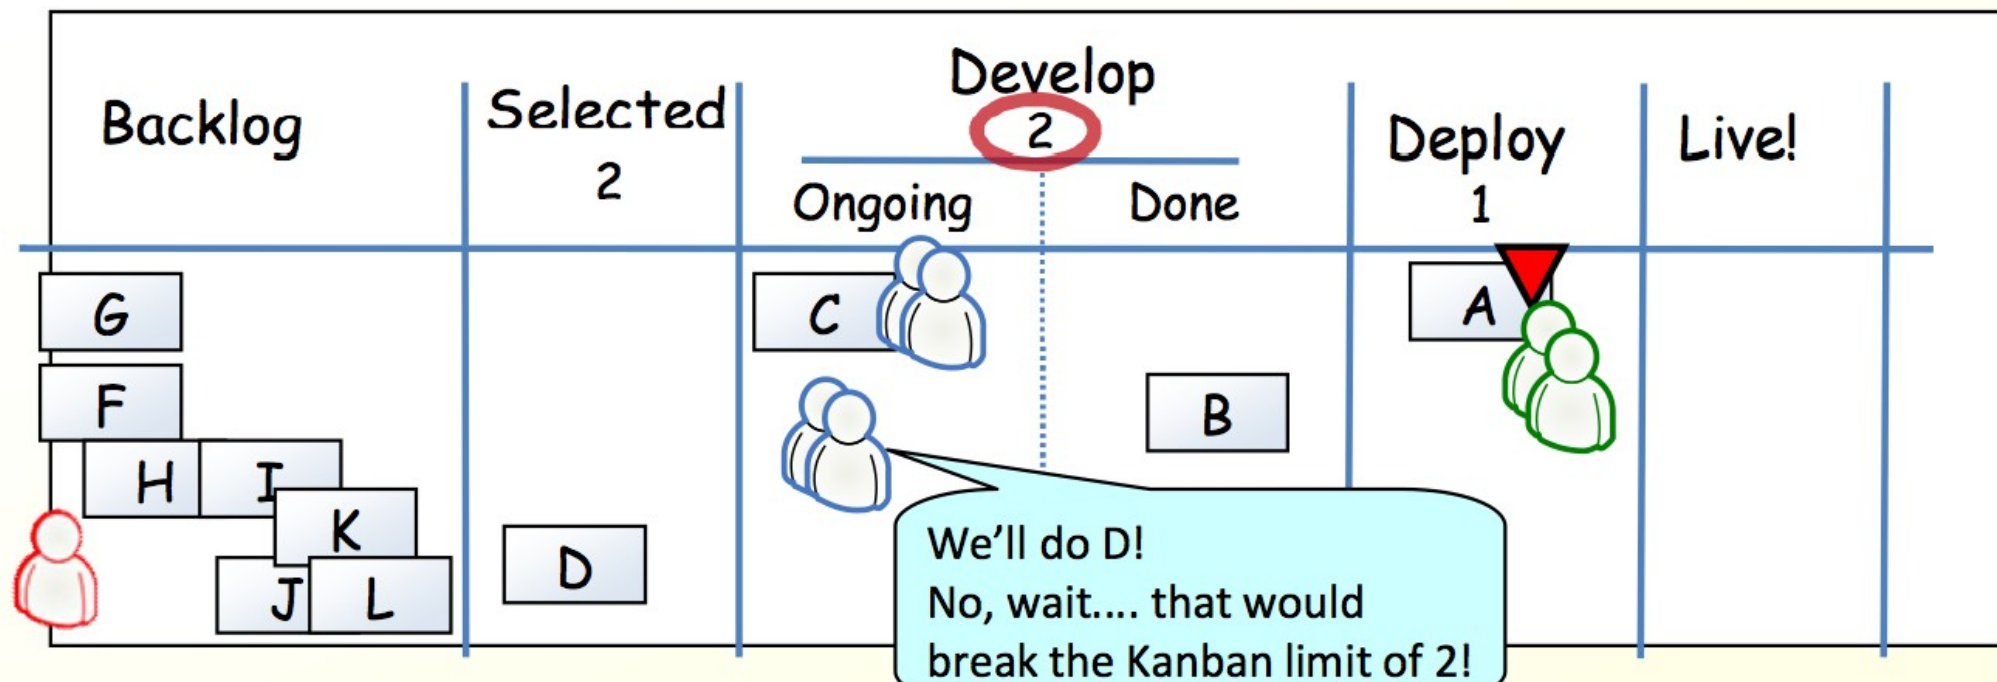 Backlog
Selected
2
Develop
2
Ongoing
Done
Deploy
1
Live!
G
F
H
I
K
J
L
D
C
B
A
We'll do D!
No, wait.... that would
break the Kanban limit of 2!